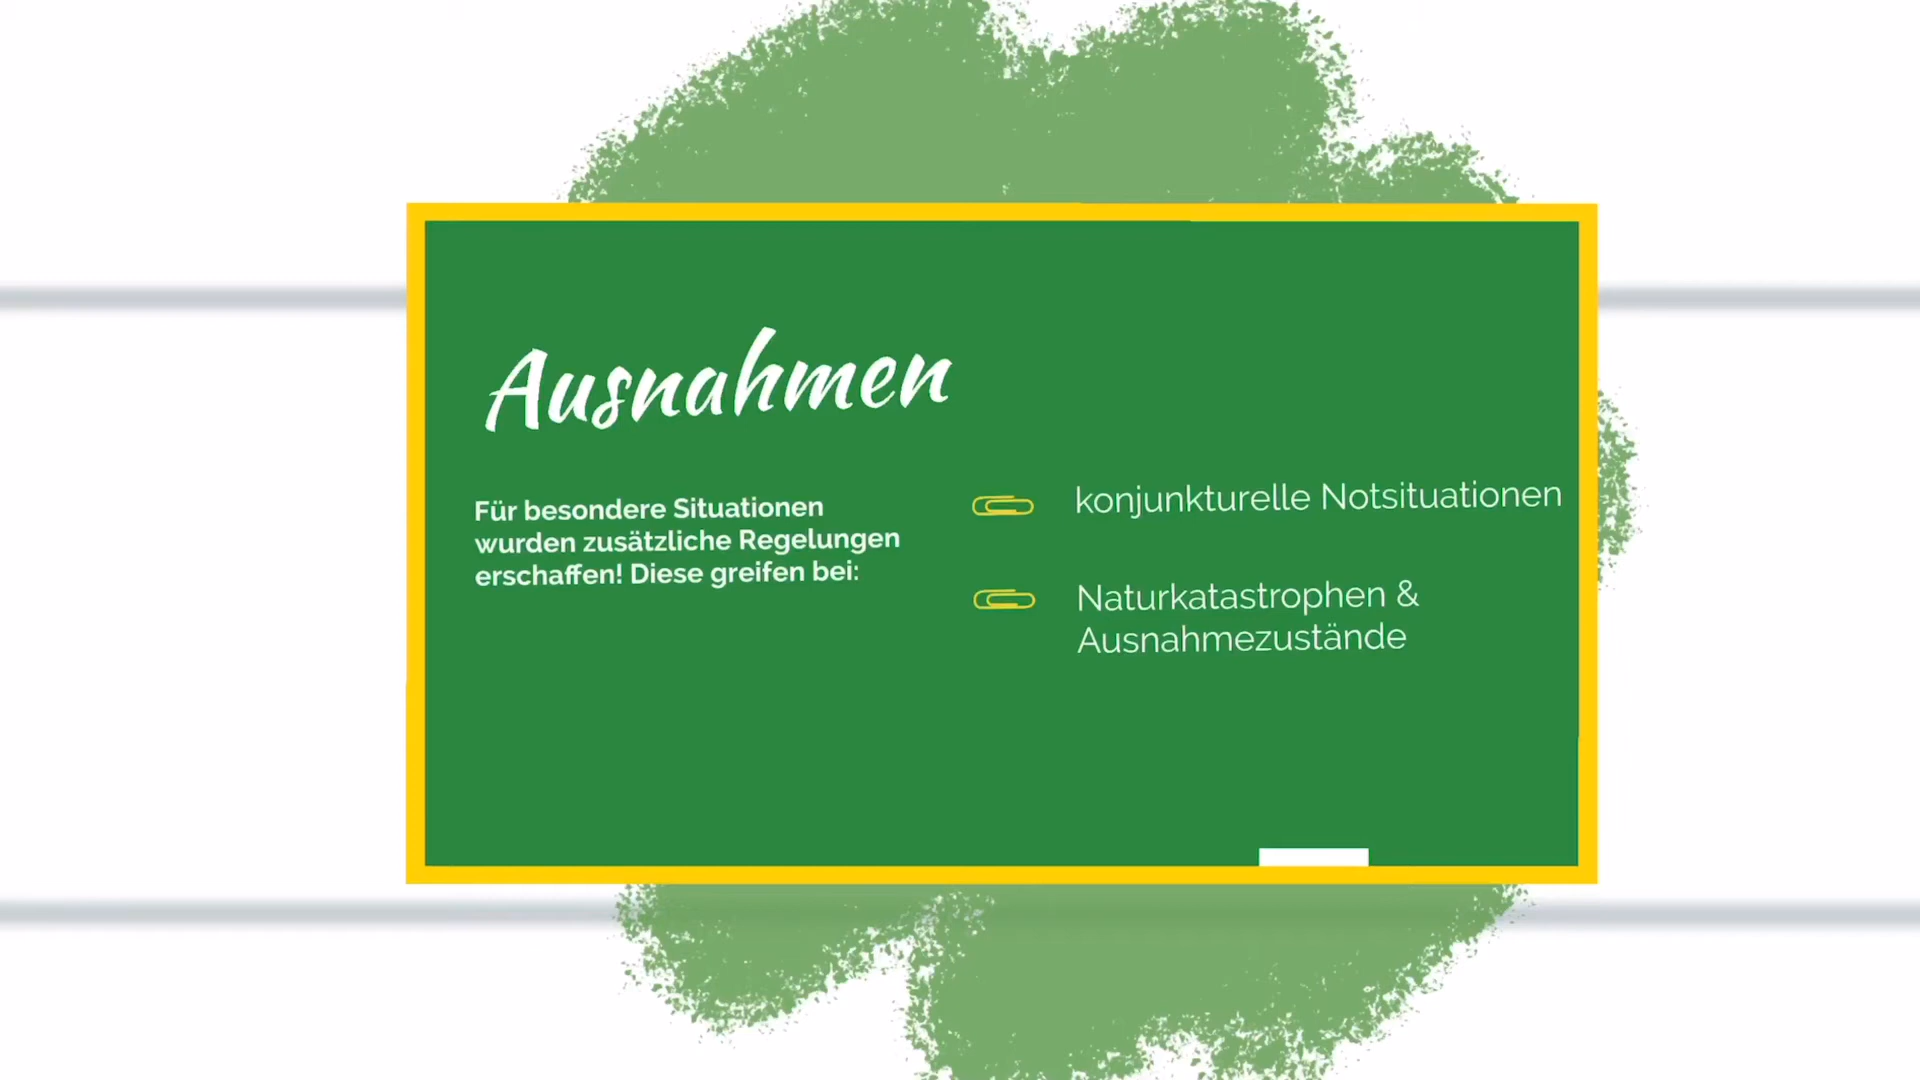 Ausnahmen
Für besondere Situationen
wurden zusätzliche Regelungen
erschaffen! Diese greifen bei:
konjunkturelle Notsituationen
Naturkatastrophen &
Ausnahmezustände